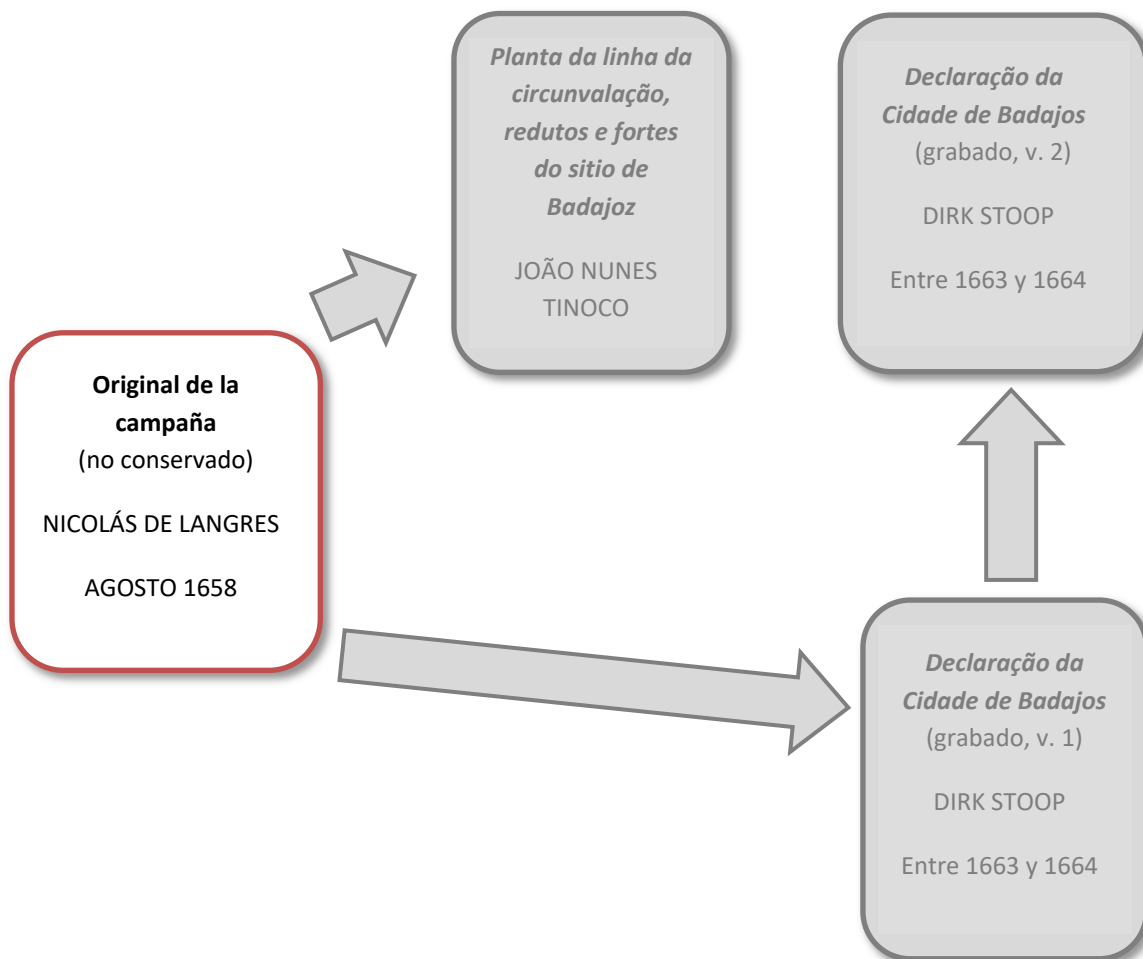 Planta da linha da
circunvalação,
redutos e fortes
do sitio de
Badajoz
JOÃO NUNES
TINOCO
Declaração da
Cidade de Badajos
(grabado, v. 2)
DIRK STOOP
Entre 1663 y 1664
Original de la
campaña
(no conservado)
NICOLÁS DE LANGRES
AGOSTO 1658
Declaração da
Cidade de Badajos
(grabado, v. 1)
DIRK STOOP
Entre 1663 y 1664